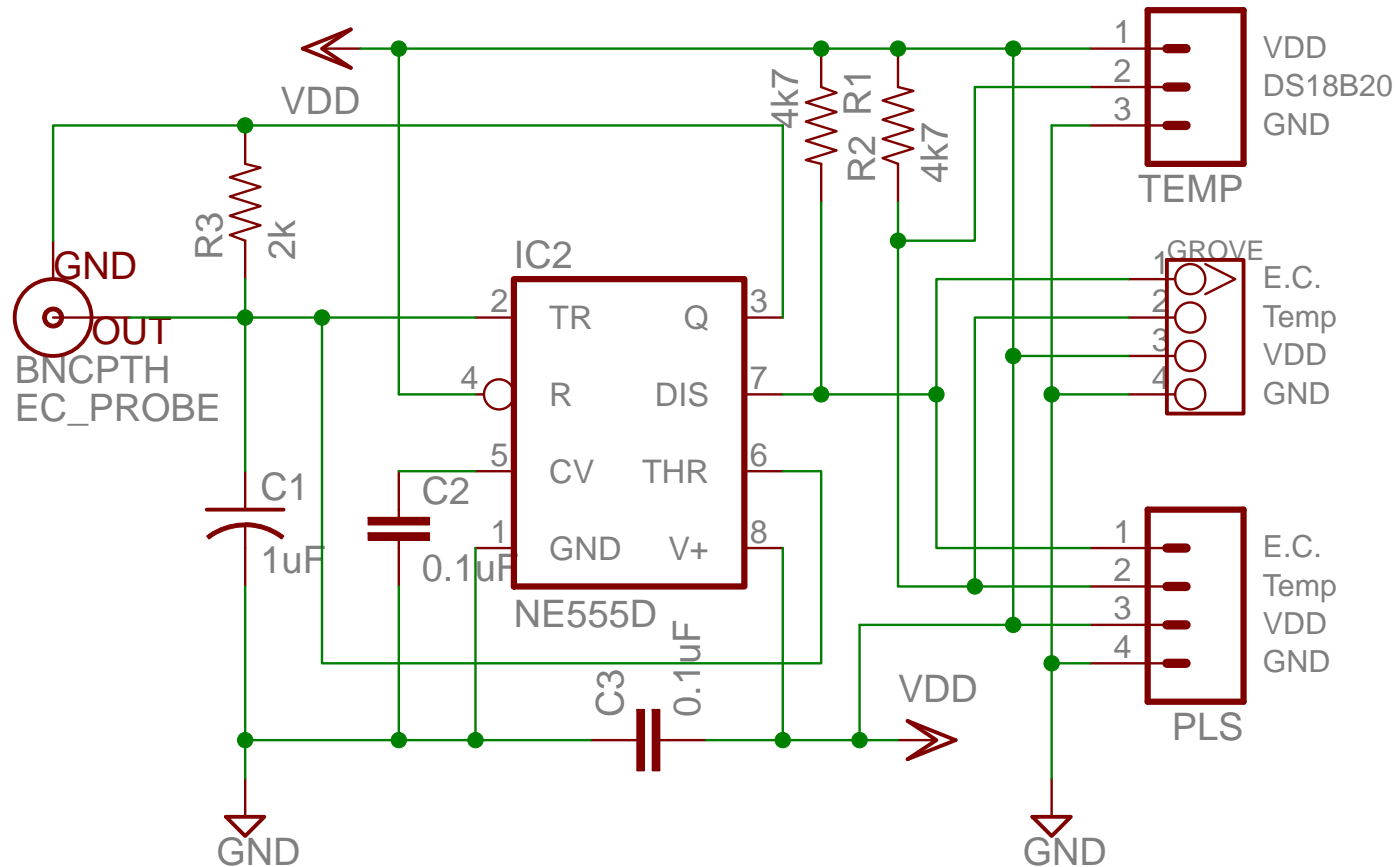 VDD
GND
OUT
BNCPTH
EC_PROBE
R3
2k
C1
1uF
C2
0.1uF
IC2
2
TR
Q
3
4
R
DIS
7
5
CV
THR
6
1
GND
V+
8
NE555D
C3
0.1uF
VDD
GND
4k7
R2
R1
4k7
1
VDD
2
DS18B20
3
GND
TEMP
GROVE
1
E.C.
2
Temp
3
VDD
4
GND
1
E.C.
2
Temp
3
VDD
4
GND
PLS
GND